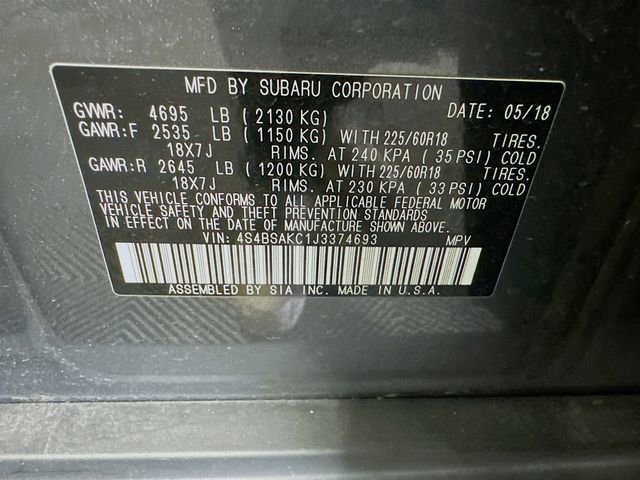 MFD BY SUBARU CORPORATION
GVWR: 4695 LB (2130 KG) DATE: 05/18
GAWR:F 2535 LB (1150 KG) WITH 225/60R18 TIRES.
18X7J RIMS. AT 240 KPA (35 PSI) COLD
GAWR:R 2645 LB (1200 KG) WITH 225/60R18 TIRES.
18X7J RIMS. AT 230 KPA (33 PSI) COLD
THIS VEHICLE CONFORMS TO ALL APPLICABLE FEDERAL MOTOR
VEHICLE SAFETY AND THEFT PREVENTION STANDARDS
IN EFFECT ON THE DATE OF MANUFACTURE SHOWN ABOVE.
VIN: 4S4BSAKC1J3374693 MPV
ASSEMBLED BY SIA INC. MADE IN U.S.A.